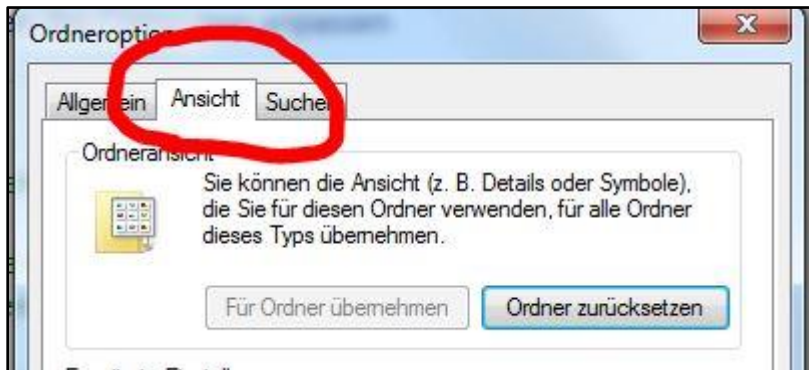 Ordneroption
Allgemein Ansicht Suchen
Ordneransicht
Sie können die Ansicht (z. B. Details oder Symbole),
die Sie für diesen Ordner verwenden, für alle Ordner
dieses Typs übernehmen.
Für Ordner übernehmen Ordner zurücksetzen